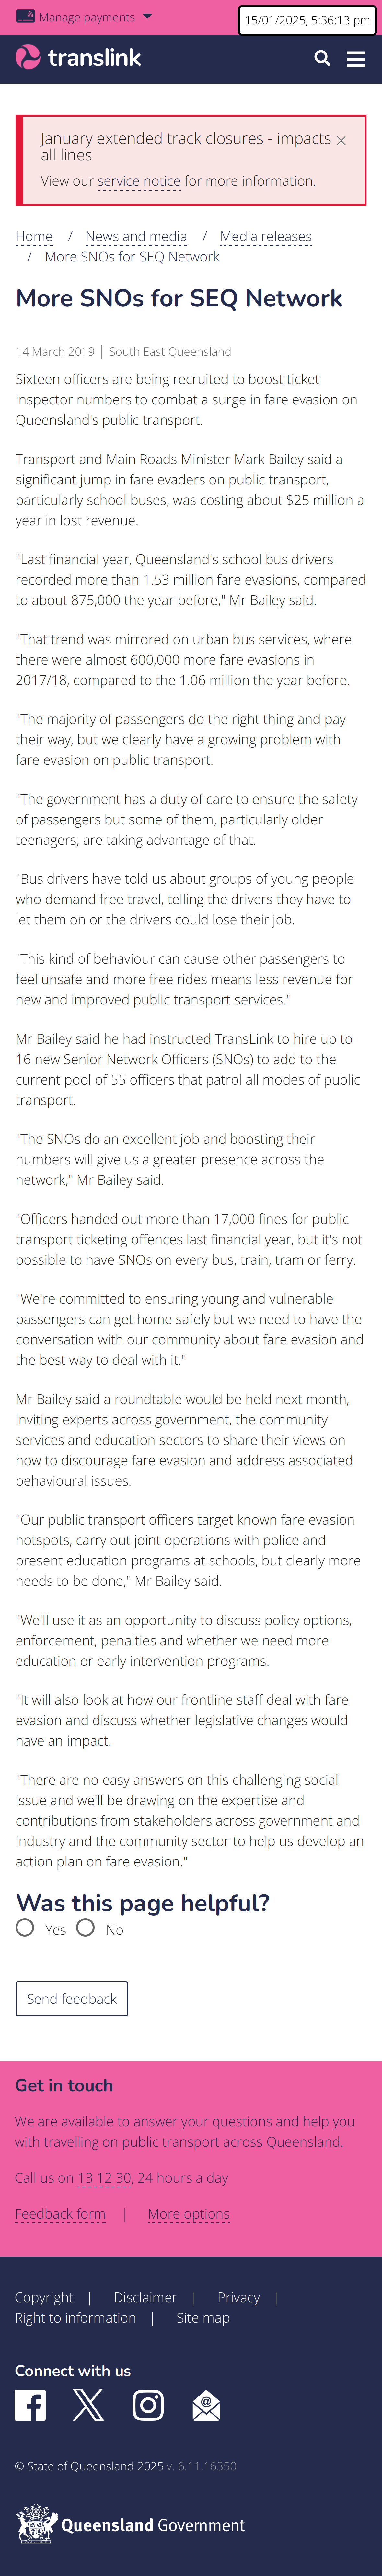 Manage payments
15/01/2025, 5:36:13 pm
translink
January extended track closures - impacts
all lines
View our service notice for more information.
Home / News and media / Media releases
/ More SNOs for SEQ Network
More SNOs for SEQ Network
14 March 2019 | South East Queensland
Sixteen officers are being recruited to boost ticket
inspector numbers to combat a surge in fare evasion on
Queensland's public transport.
Transport and Main Roads Minister Mark Bailey said a
significant jump in fare evaders on public transport,
particularly school buses, was costing about $25 million a
year in lost revenue.
"Last financial year, Queensland's school bus drivers
recorded more than 1.53 million fare evasions, compared
to about 875,000 the year before," Mr Bailey said.
"That trend was mirrored on urban bus services, where
there were almost 600,000 more fare evasions in
2017/18, compared to the 1.06 million the year before.
"The majority of passengers do the right thing and pay
their way, but we clearly have a growing problem with
fare evasion on public transport.
"The government has a duty of care to ensure the safety
of passengers but some of them, particularly older
teenagers, are taking advantage of that.
"Bus drivers have told us about groups of young people
who demand free travel, telling the drivers they have to
let them on or the drivers could lose their job.
"This kind of behaviour can cause other passengers to
feel unsafe and more free rides means less revenue for
new and improved public transport services."
Mr Bailey said he had instructed TransLink to hire up to
16 new Senior Network Officers (SNOs) to add to the
current pool of 55 officers that patrol all modes of public
transport.
"The SNOs do an excellent job and boosting their
numbers will give us a greater presence across the
network," Mr Bailey said.
"Officers handed out more than 17,000 fines for public
transport ticketing offences last financial year, but it's not
possible to have SNOs on every bus, train, tram or ferry.
"We're committed to ensuring young and vulnerable
passengers can get home safely but we need to have the
conversation with our community about fare evasion and
the best way to deal with it."
Mr Bailey said a roundtable would be held next month,
inviting experts across government, the community
services and education sectors to share their views on
how to discourage fare evasion and address associated
behavioural issues.
"Our public transport officers target known fare evasion
hotspots, carry out joint operations with police and
present education programs at schools, but clearly more
needs to be done," Mr Bailey said.
"We'll use it as an opportunity to discuss policy options,
enforcement, penalties and whether we need more
education or early intervention programs.
"It will also look at how our frontline staff deal with fare
evasion and discuss whether legislative changes would
have an impact.
"There are no easy answers on this challenging social
issue and we'll be drawing on the expertise and
contributions from stakeholders across government and
industry and the community sector to help us develop an
action plan on fare evasion."
Was this page helpful?
Yes No
Send feedback
Get in touch
We are available to answer your questions and help you
with travelling on public transport across Queensland.
Call us on 13 12 30, 24 hours a day
Feedback form | More options
Copyright | Disclaimer | Privacy |
Right to information | Site map
Connect with us
© State of Queensland 2025 v. 6.11.16350
Queensland Government